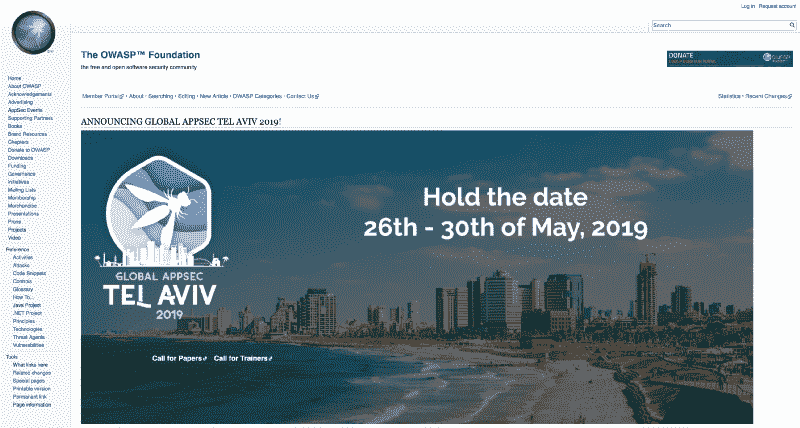 Log in Request account
Search
The OWASP™ Foundation
the free and open software security community
DONATE
Member Portal · About · Searching · Editing · New Article · OWASP Categories · Contact Us
Statistics · Recent Changes
Home
About OWASP
Acknowledgements
Advertising
AppSec Events
Supporting Partners
Books
Brand Resources
Chapters
Donate to OWASP
Downloads
Funding
Governance
Initiatives
Mailing Lists
Membership
Merchandise
Presentations
Press
Projects
Video
Reference
Activities
Attacks
Code Snippets
Controls
Glossary
How To...
Java Project
.NET Project
Principles
Technologies
Threat Agents
Vulnerabilities
Tools
What links here
Related changes
Special pages
Printable version
Permanent link
Page information
ANNOUNCING GLOBAL APPSEC TEL AVIV 2019!
Hold the date
26th - 30th of May, 2019
GLOBAL APPSEC
TEL AVIV
2019
Call for Papers Call for Trainers